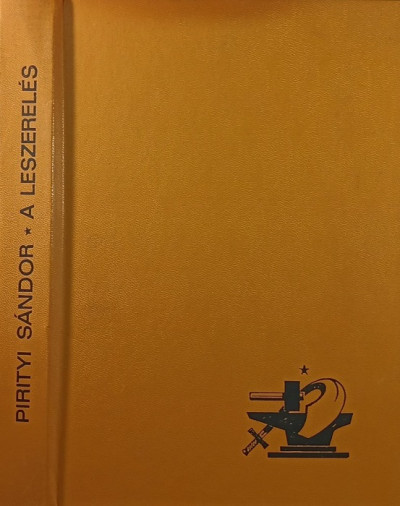 PIRITYI SÁNDOR * A LESZERELÉS